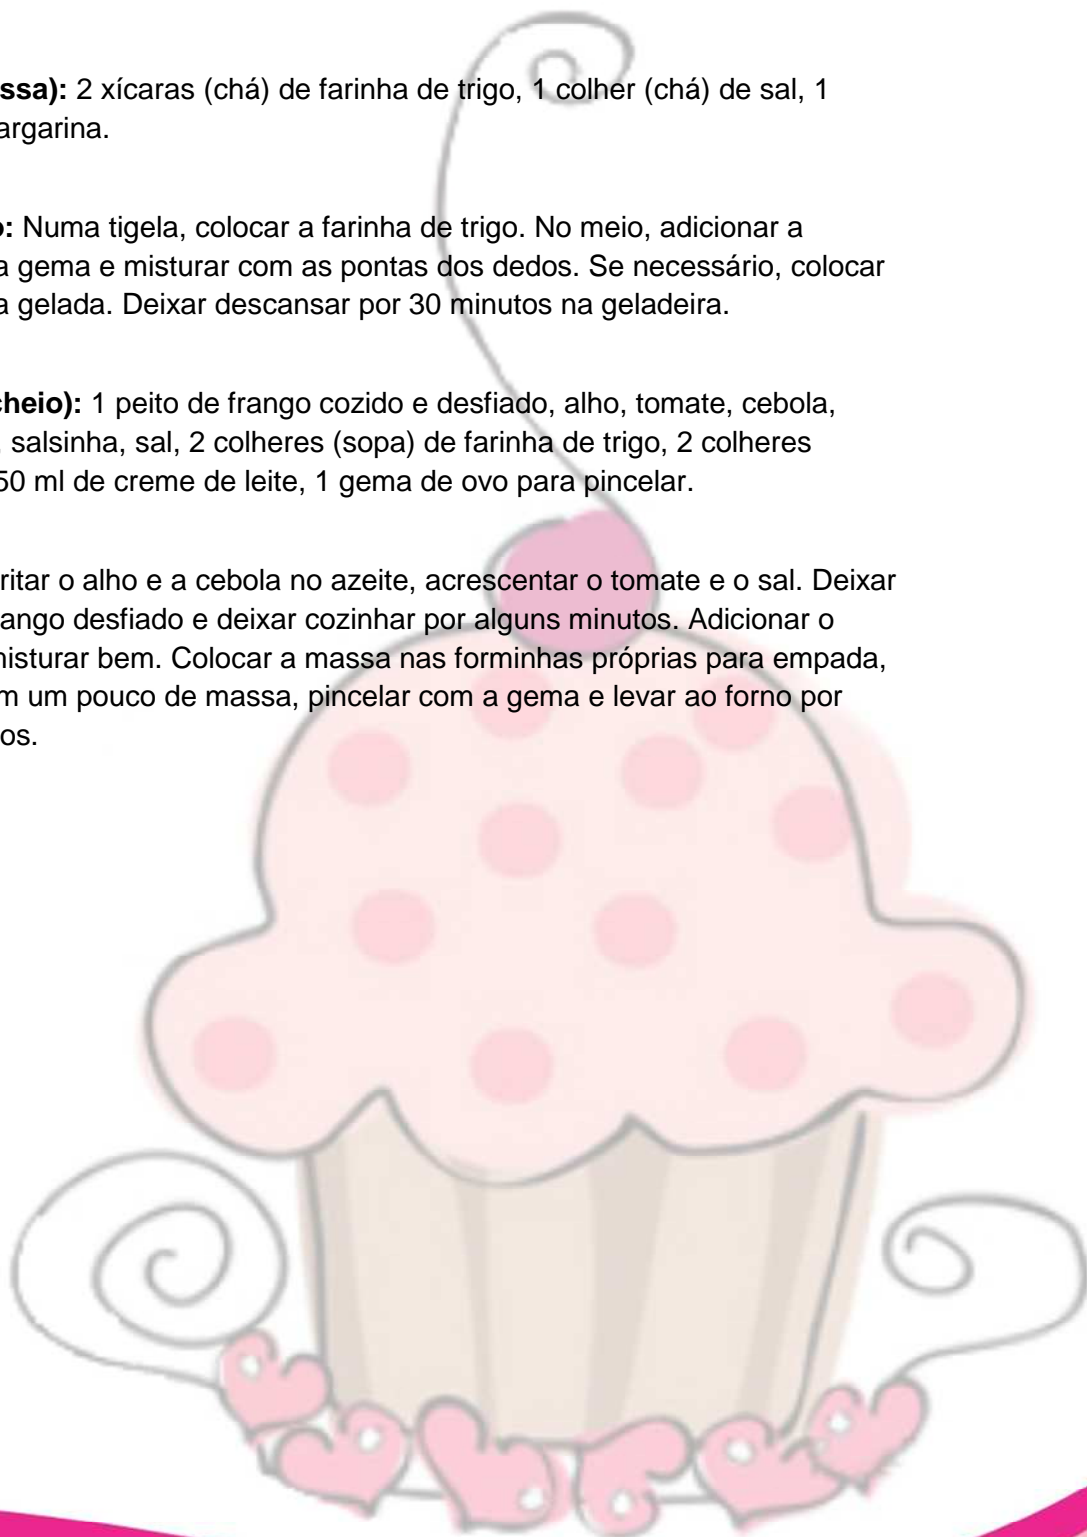 ssa): 2 xícaras (chá) de farinha de trigo, 1 colher (chá) de sal, 1
argarina.
o: Numa tigela, colocar a farinha de trigo. No meio, adicionar a
a gema e misturar com as pontas dos dedos. Se necessário, colocar
a gelada. Deixar descansar por 30 minutos na geladeira.
cheio): 1 peito de frango cozido e desfiado, alho, tomate, cebola,
, salsinha, sal, 2 colheres (sopa) de farinha de trigo, 2 colheres
50 ml de creme de leite, 1 gema de ovo para pincelar.
ritar o alho e a cebola no azeite, acrescentar o tomate e o sal. Deixar
ango desfiado e deixar cozinhar por alguns minutos. Adicionar o
misturar bem. Colocar a massa nas forminhas próprias para empada,
m um pouco de massa, pincelar com a gema e levar ao forno por
os.